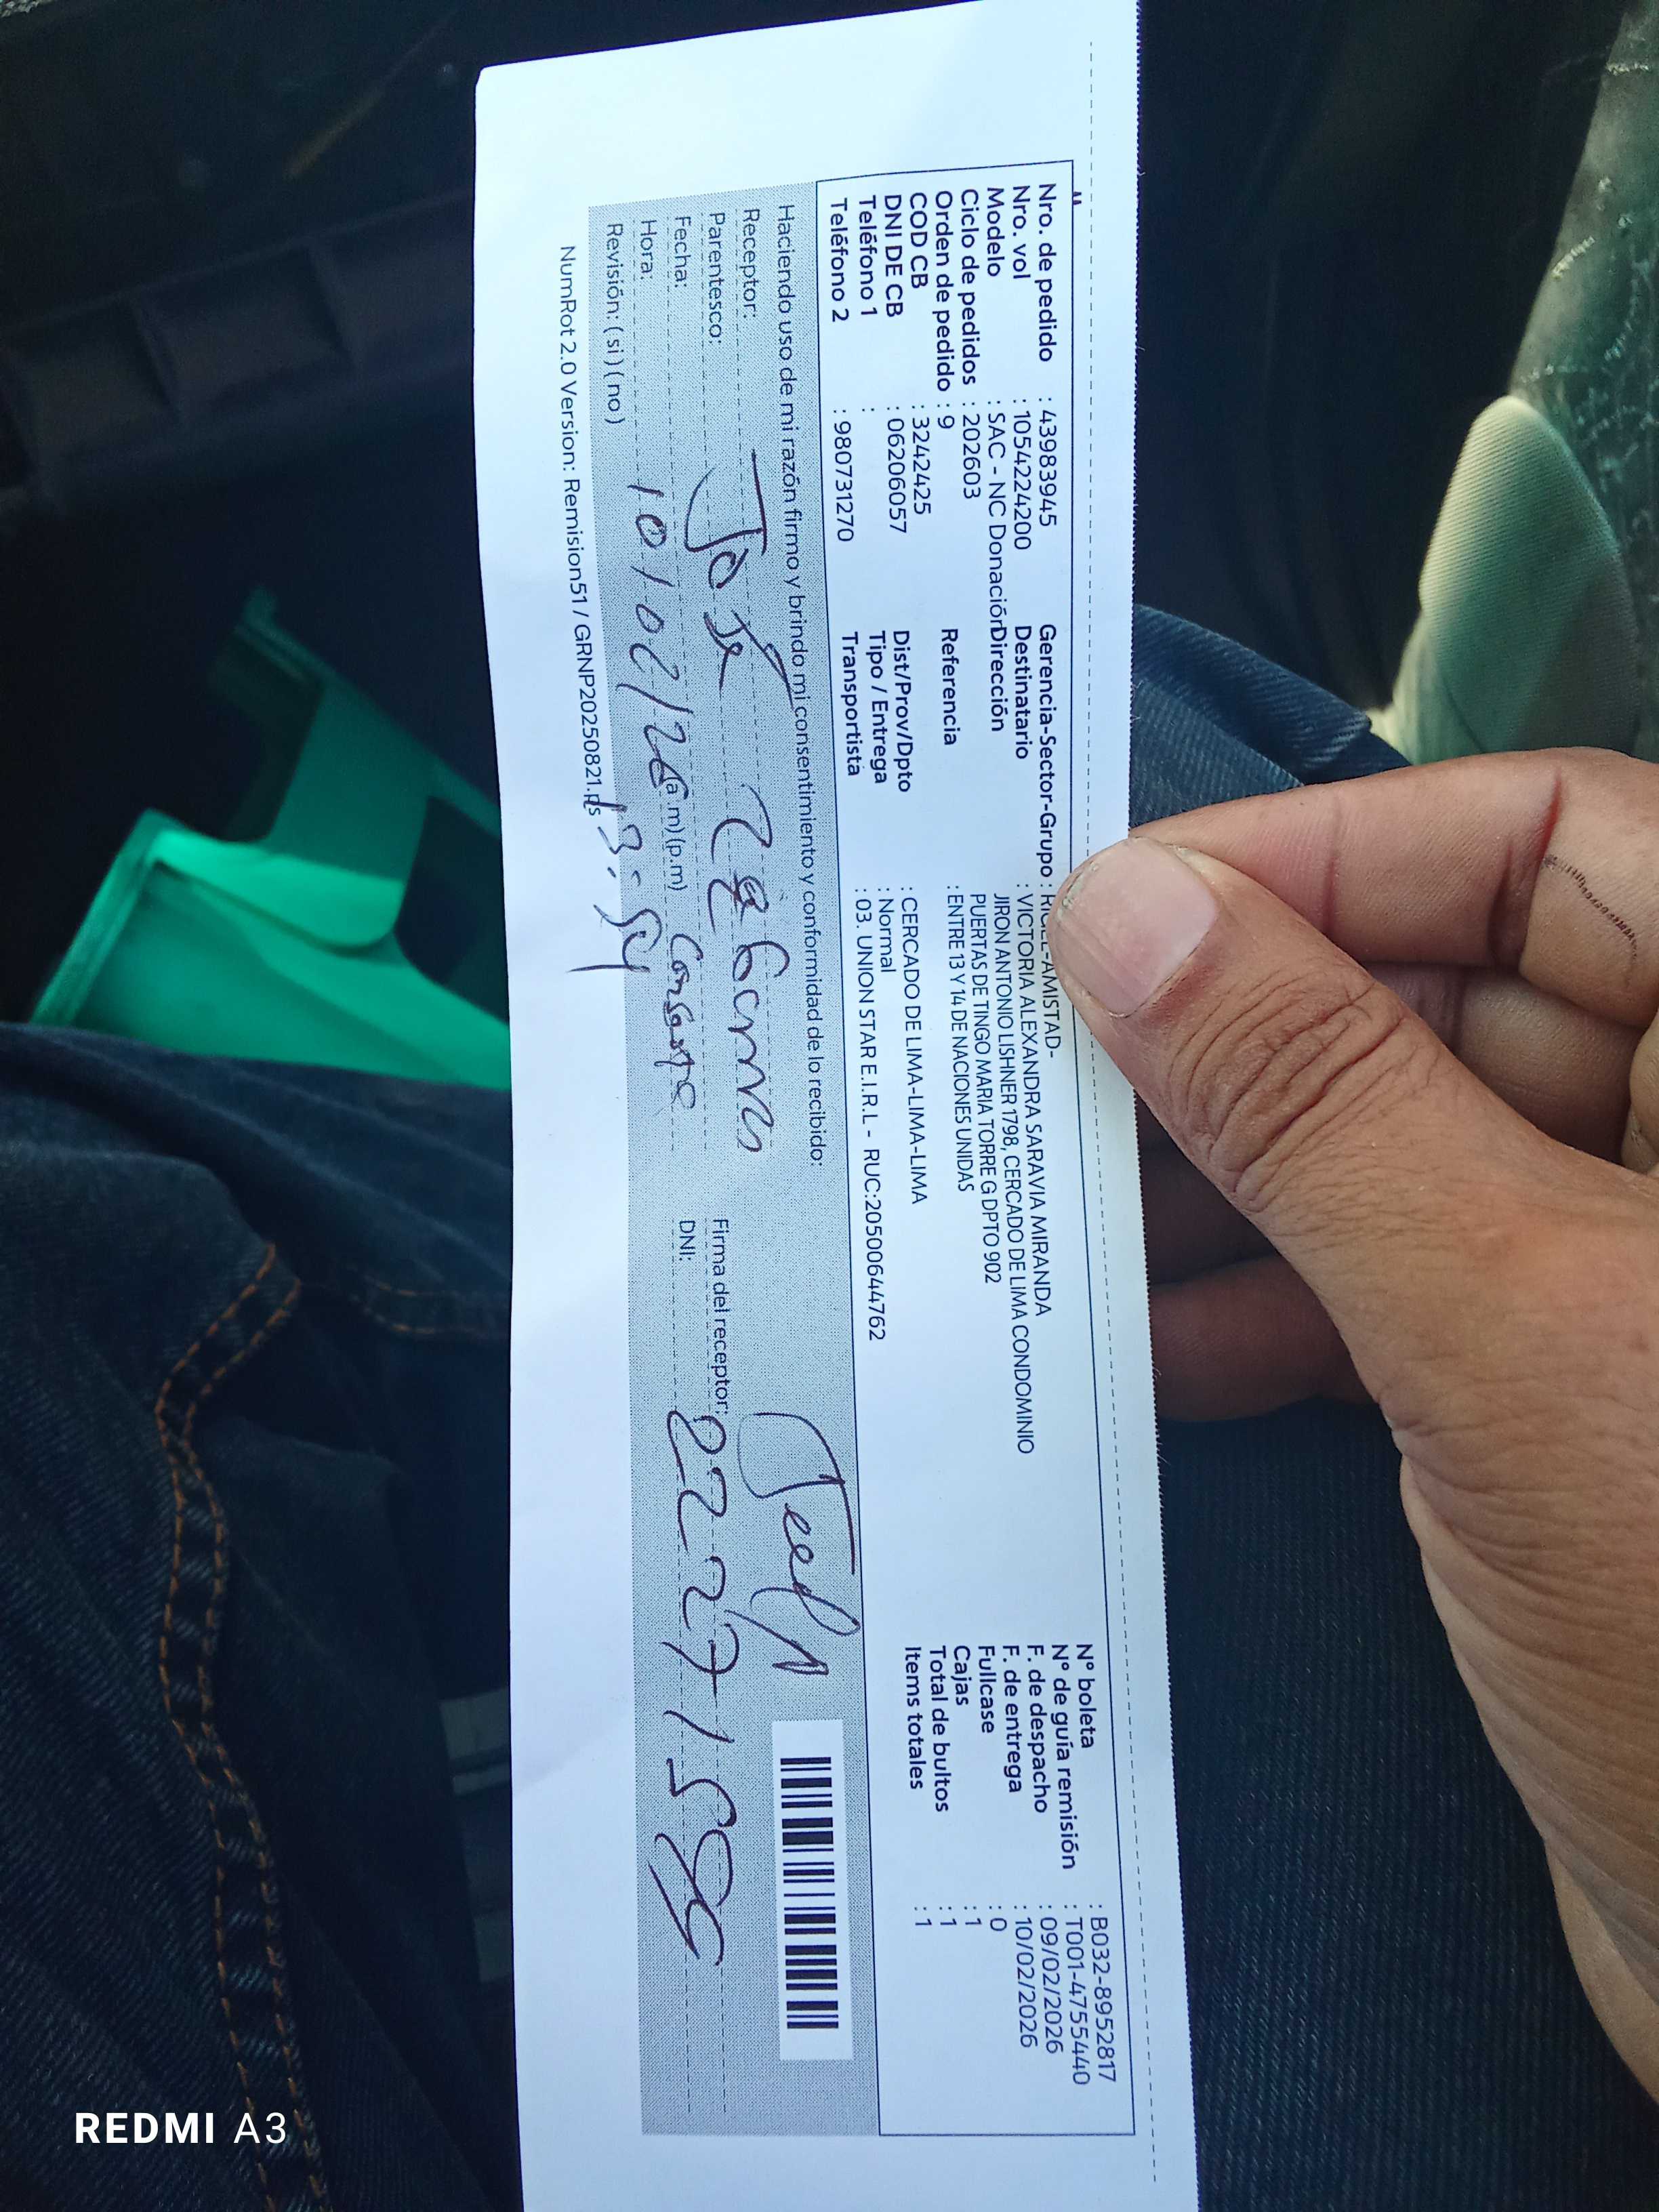 Nro. de pedido : 43983945
Nro. vol : 1054224200
Modelo : SAC - NC Donación
Ciclo de pedidos : 202603
Orden de pedido : 9
COD CB : 3242425
DNI DE CB : 06206057
Teléfono 1 :
Teléfono 2 : 980731270
Gerencia-Sector-Grupo : -AMISTAD-
Destinatario : VICTORIA ALEXANDRA SARAVIA MIRANDA
Dirección JIRON ANTONIO LISHNER 1798, CERCADO DE LIMA CONDOMINIO
PUERTAS DE TINGO MARIA TORRE G DPTO 902
Referencia : ENTRE 13 Y 14 DE NACIONES UNIDAS
Dist/Prov/Dpto : CERCADO DE LIMA-LIMA-LIMA
Tipo / Entrega : Normal
Transportista : 03. UNION STAR E.I.R.L - RUC:20500644762
N° boleta : B032-8952817
N° de guía remisión : T001-4755440
F. de despacho : 09/02/2026
F. de entrega : 10/02/2026
Fullcase : 0
Cajas : 1
Total de bultos : 1
Items totales : 1
Haciendo uso de mi razón firmo y brindo mi consentimiento y conformidad de lo recibido:
Receptor: José
Parentesco:
Fecha: 10/02/26
Hora: (a.m) (p.m) 13:54
Revisión: ( si ) ( no )
Firma del receptor:
DNI:
NumRot 2.0 Version: Remision51 / GRNP20250821.rs
REDMI A3